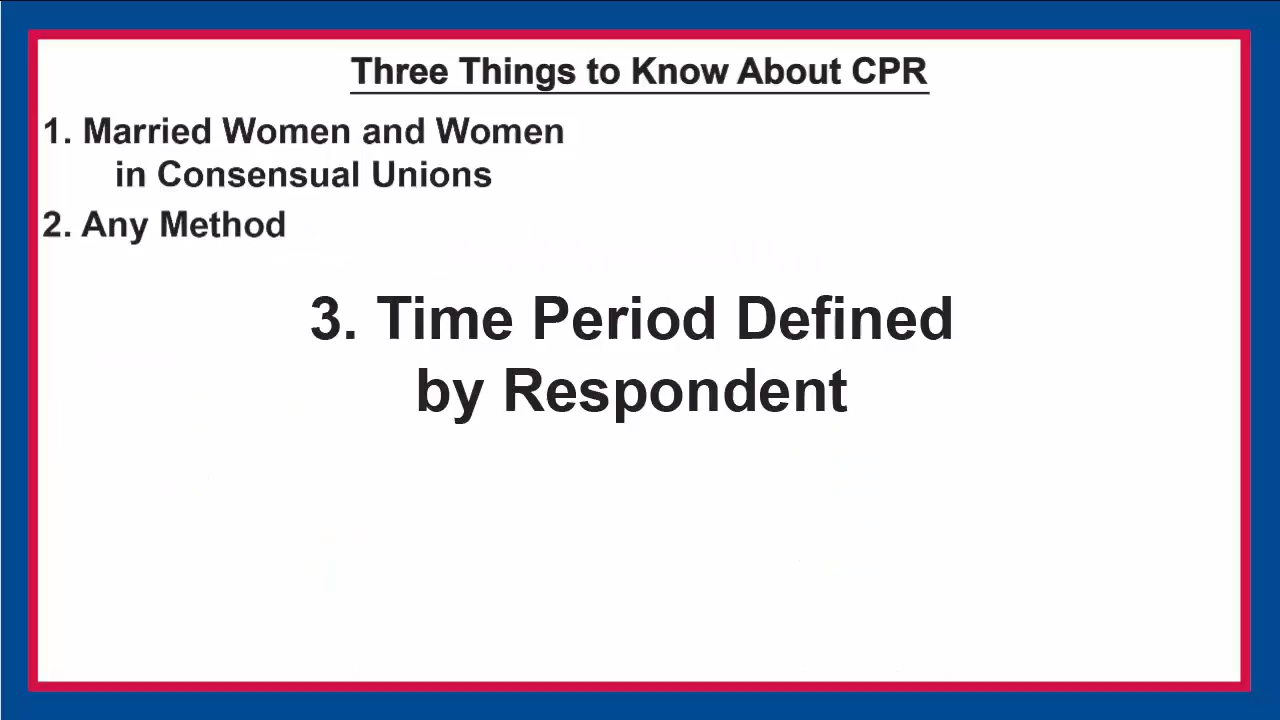 Three Things to Know About CPR
1. Married Women and Women
in Consensual Unions
2. Any Method
3. Time Period Defined
by Respondent